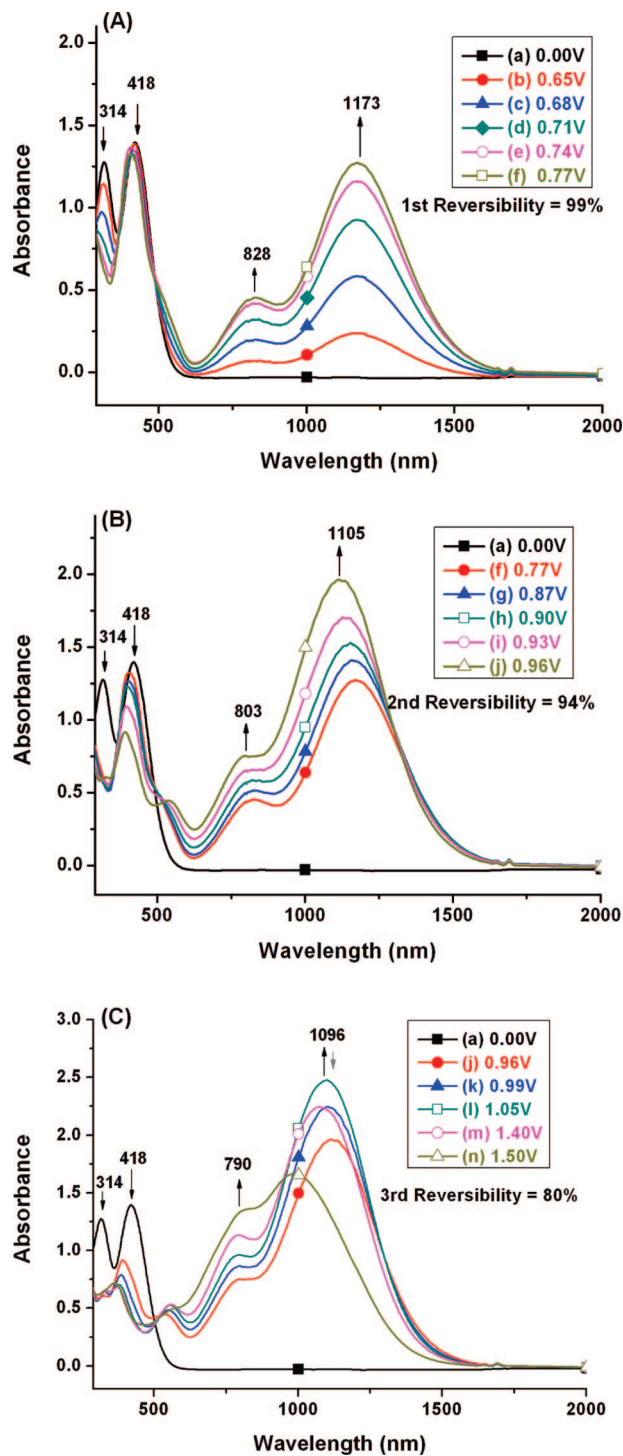 (A)
2.0
1.5
1.0
0.5
0.0
Absorbance
314
418
828
1173
(a) 0.00V
(b) 0.65V
(c) 0.68V
(d) 0.71V
(e) 0.74V
(f) 0.77V
1st Reversibility = 99%
500 1000 1500 2000
Wavelength (nm)
(B)
2.0
1.5
1.0
0.5
0.0
Absorbance
314
418
803
1105
(a) 0.00V
(f) 0.77V
(g) 0.87V
(h) 0.90V
(i) 0.93V
(j) 0.96V
2nd Reversibility = 94%
500 1000 1500 2000
Wavelength (nm)
(C)
3.0
2.5
2.0
1.5
1.0
0.5
0.0
Absorbance
314
418
790
1096
(a) 0.00V
(j) 0.96V
(k) 0.99V
(l) 1.05V
(m) 1.40V
(n) 1.50V
3rd Reversibility = 80%
500 1000 1500 2000
Wavelength (nm)